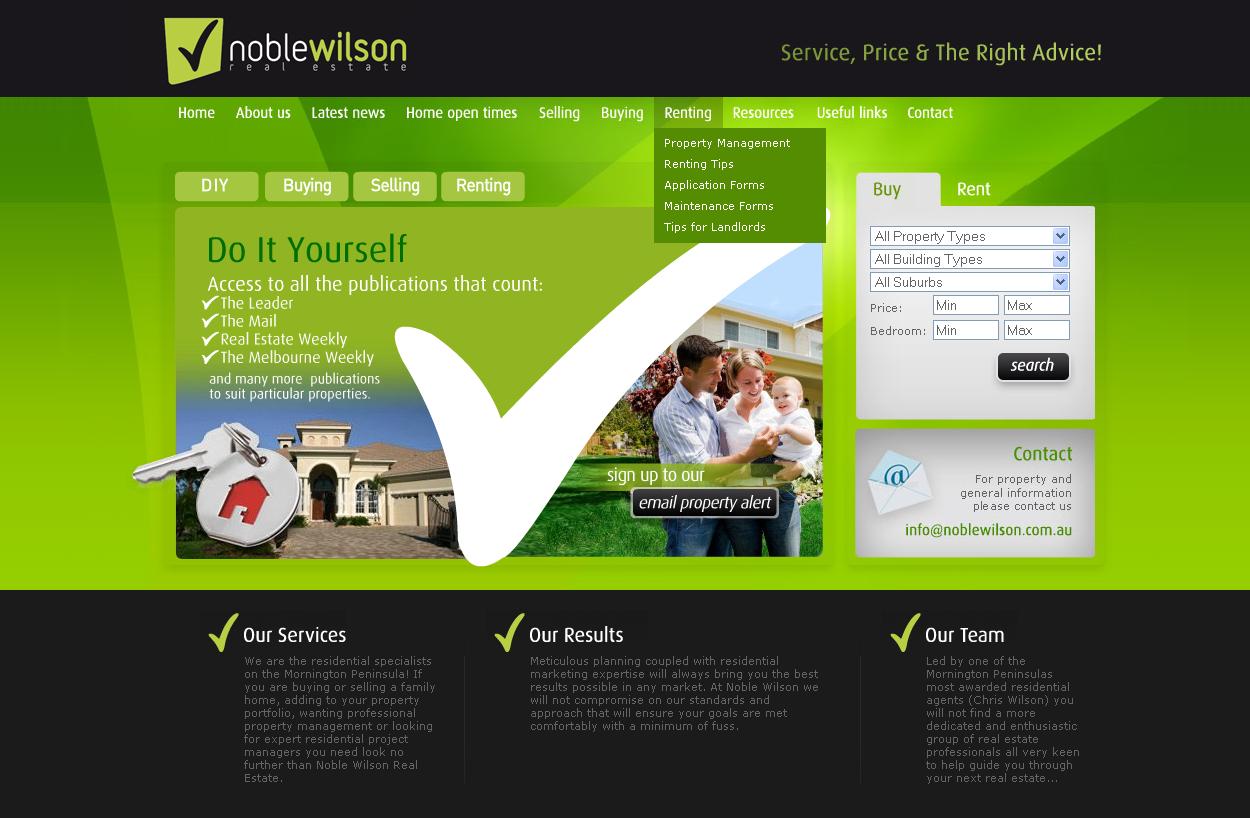 noblewilson
real estate
Service, Price & The Right Advice!
Home About us Latest news Home open times Selling Buying Renting Resources Useful links Contact
Property Management
Renting Tips
Application Forms
Maintenance Forms
Tips for Landlords
DIY Buying Selling Renting
Do It Yourself
Access to all the publications that count:
The Leader
The Mail
Real Estate Weekly
The Melbourne Weekly
and many more publications
to suit particular properties.
sign up to our
email property alert
Buy Rent
All Property Types
All Building Types
All Suburbs
Price: Min Max
Bedroom: Min Max
search
@
Contact
For property and
general information
please contact us
info@noblewilson.com.au
Our Services
We are the residential specialists
on the Mornington Peninsula! If
you are buying or selling a family
home, adding to your property
portfolio, wanting professional
property management or looking
for expert residential project
managers you need look no
further than Noble Wilson Real
Estate.
Our Results
Meticulous planning coupled with residential
marketing expertise will always bring you the best
results possible in any market. At Noble Wilson we
will not compromise on our standards and
approach that will ensure your goals are met
comfortably with a minimum of fuss.
Our Team
Led by one of the
Mornington Peninsulas
most awarded residential
agents (Chris Wilson) you
will not find a more
dedicated and enthusiastic
group of real estate
professionals all very keen
to help guide you through
your next real estate...